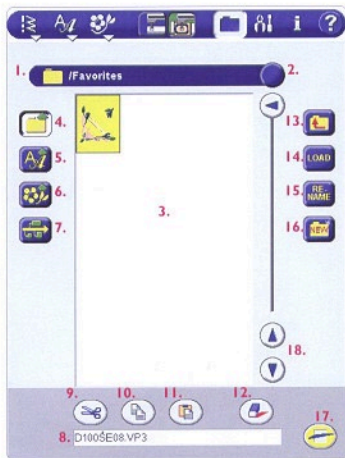 i ?
1. /Favorites 2.
4. 13.
A 5. 14. LOAD
6. 3. 15. RE-NAME
7. 16. NEW
18.
9. 10. 11. 12.
17.
8. D100SE08.VP3